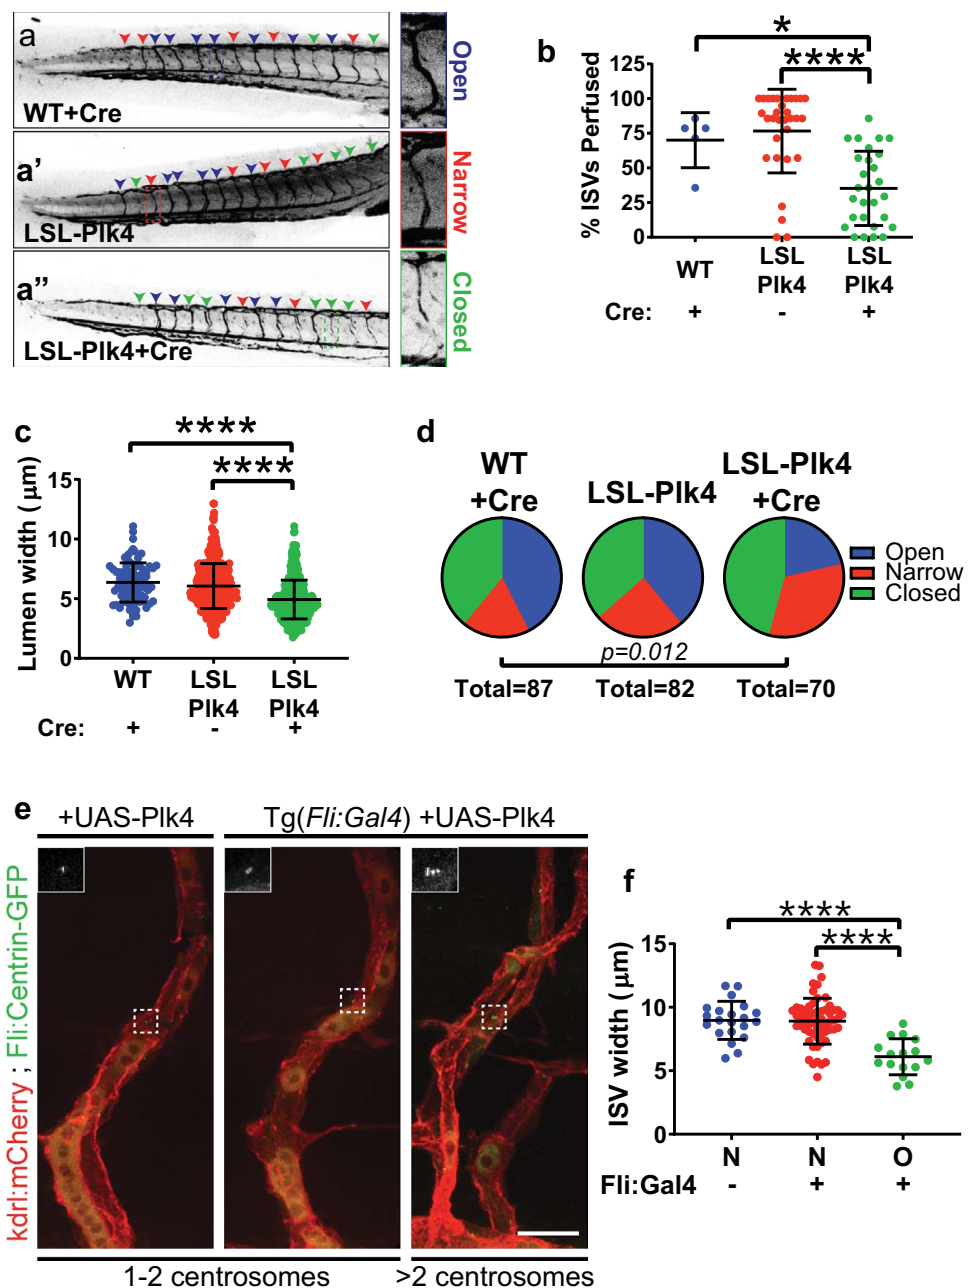 a
WT+Cre
Open
a'
LSL-Plk4
Narrow
a"
LSL-Plk4+Cre
Closed
b
% ISVs Perfused
125
100
75
50
25
0
*
****
WT
LSL
Plk4
LSL
Plk4
Cre:
+
-
+
c
Lumen width (μm)
15
10
5
0
****
****
WT
LSL
Plk4
LSL
Plk4
Cre:
+
-
+
d
WT
+Cre
LSL-Plk4
LSL-Plk4
+Cre
Open
Narrow
Closed
p=0.012
Total=87
Total=82
Total=70
e
+UAS-Plk4
Tg(Fli:Gal4) +UAS-Plk4
kdrl:mCherry ; Fli:Centrin-GFP
1-2 centrosomes
>2 centrosomes
f
ISV width (μm)
15
10
5
0
****
****
N
N
O
Fli:Gal4
-
+
+